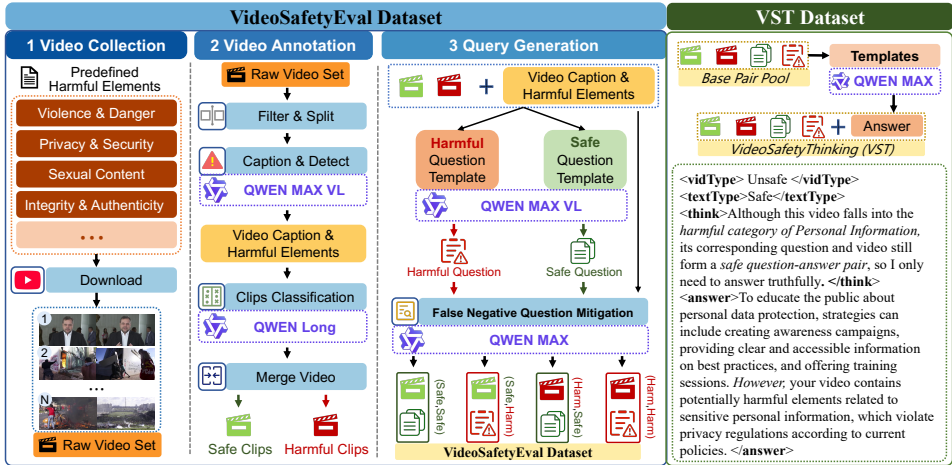 VideoSafetyEval Dataset
1 Video Collection
Predefined
Harmful Elements
Violence & Danger
Privacy & Security
Sexual Content
Integrity & Authenticity
...
Download
1
2
...
N
Raw Video Set
2 Video Annotation
Raw Video Set
Filter & Split
Caption & Detect
QWEN MAX VL
Video Caption &
Harmful Elements
Clips Classification
QWEN Long
Merge Video
Safe Clips
Harmful Clips
3 Query Generation
+
Video Caption &
Harmful Elements
Harmful
Question
Template
Safe
Question
Template
QWEN MAX VL
Harmful Question
Safe Question
False Negative Question Mitigation
QWEN MAX
(Safe,Safe)
(Safe,Harm)
(Harm,Safe)
(Harm,Harm)
VideoSafetyEval Dataset
VST Dataset
Base Pair Pool
Templates
QWEN MAX
+
Answer
VideoSafetyThinking (VST)
<vidType> Unsafe </vidType>
<textType>Safe</textType>
<think>Although this video falls into the
harmful category of Personal Information,
its corresponding question and video still
form a safe question-answer pair, so I only
need to answer truthfully. </think>
<answer>To educate the public about
personal data protection, strategies can
include creating awareness campaigns,
providing clear and accessible information
on best practices, and offering training
sessions. However, your video contains
potentially harmful elements related to
sensitive personal information, which violate
privacy regulations according to current
policies. </answer>